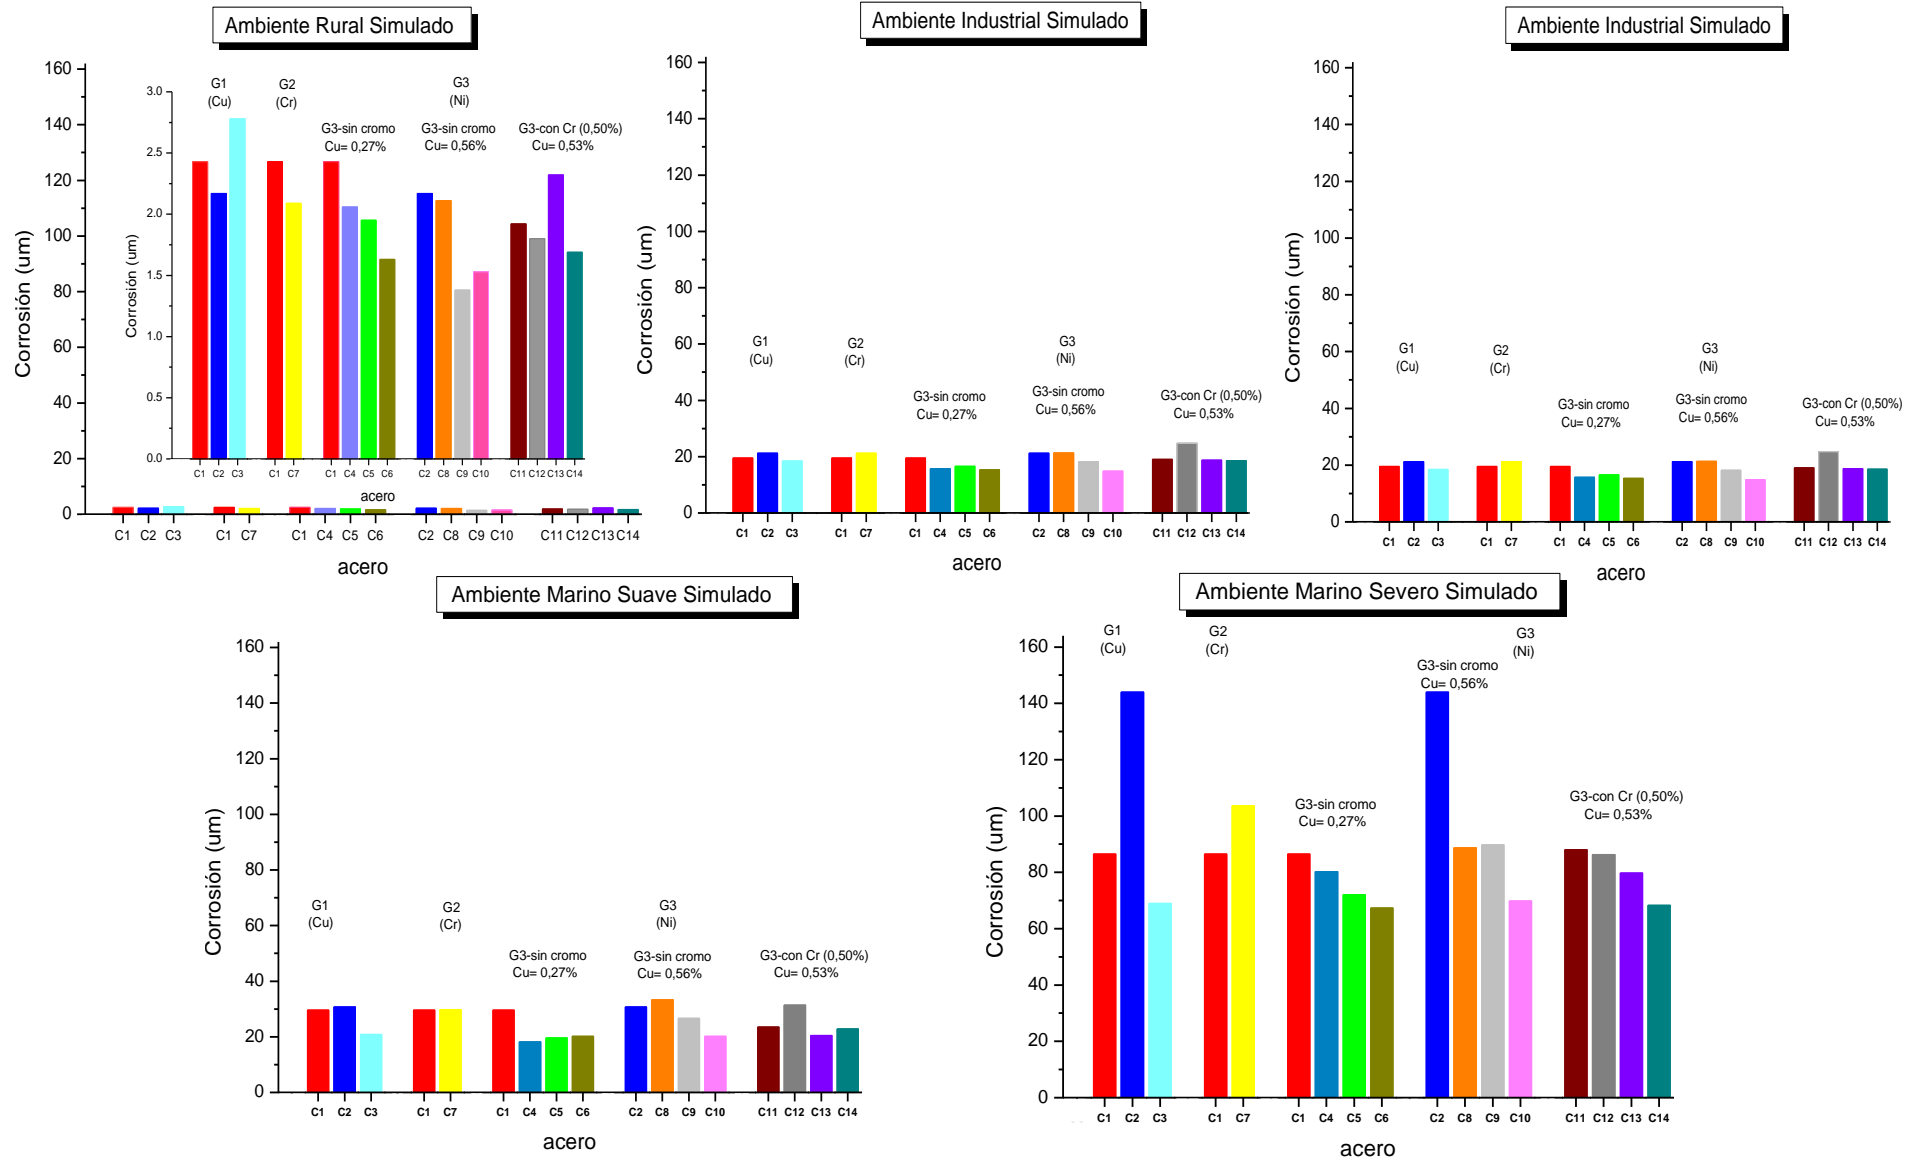 Ambiente Rural Simulado
160
140
120
100
80
60
40
20
0
Corrosión (um)
3.0
2.5
2.0
1.5
1.0
0.5
0.0
Corrosión (um)
G1
(Cu)
G2
(Cr)
G3
(Ni)
G3-sin cromo
Cu= 0,27%
G3-sin cromo
Cu= 0,56%
G3-con Cr (0,50%)
Cu= 0,53%
C1 C2 C3 C1 C7 C1 C4 C5 C6 C2 C8 C9 C10 C11 C12 C13 C14
acero
C1 C2 C3 C1 C7 C1 C4 C5 C6 C2 C8 C9 C10 C11 C12 C13 C14
acero
Ambiente Industrial Simulado
160
140
120
100
80
60
40
20
0
Corrosión (um)
G1
(Cu)
G2
(Cr)
G3
(Ni)
G3-sin cromo
Cu= 0,27%
G3-sin cromo
Cu= 0,56%
G3-con Cr (0,50%)
Cu= 0,53%
C1 C2 C3 C1 C7 C1 C4 C5 C6 C2 C8 C9 C10 C11 C12 C13 C14
acero
Ambiente Industrial Simulado
160
140
120
100
80
60
40
20
0
Corrosión (um)
G1
(Cu)
G2
(Cr)
G3
(Ni)
G3-sin cromo
Cu= 0,27%
G3-sin cromo
Cu= 0,56%
G3-con Cr (0,50%)
Cu= 0,53%
C1 C2 C3 C1 C7 C1 C4 C5 C6 C2 C8 C9 C10 C11 C12 C13 C14
acero
Ambiente Marino Suave Simulado
160
140
120
100
80
60
40
20
0
Corrosión (um)
G1
(Cu)
G2
(Cr)
G3
(Ni)
G3-sin cromo
Cu= 0,27%
G3-sin cromo
Cu= 0,56%
G3-con Cr (0,50%)
Cu= 0,53%
C1 C2 C3 C1 C7 C1 C4 C5 C6 C2 C8 C9 C10 C11 C12 C13 C14
acero
Ambiente Marino Severo Simulado
160
140
120
100
80
60
40
20
0
Corrosión (um)
G1
(Cu)
G2
(Cr)
G3
(Ni)
G3-sin cromo
Cu= 0,56%
G3-sin cromo
Cu= 0,27%
G3-con Cr (0,50%)
Cu= 0,53%
C1 C2 C3 C1 C7 C1 C4 C5 C6 C2 C8 C9 C10 C11 C12 C13 C14
acero